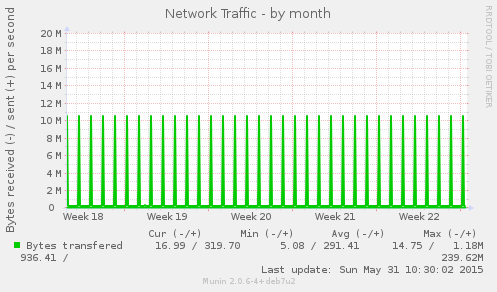 Network Traffic - by month
RRDTOOL / TOBI OETIKER
Bytes received (-) / sent (+) per second
20 M
18 M
16 M
14 M
12 M
10 M
8 M
6 M
4 M
2 M
0
Week 18 Week 19 Week 20 Week 21 Week 22
Cur (-/+) Min (-/+) Avg (-/+) Max (-/+)
Bytes transfered 16.99 / 319.70 5.08 / 291.41 14.75 / 1.18M
936.41 / 239.62M
Last update: Sun May 31 10:30:02 2015
Munin 2.0.6-4+deb7u2